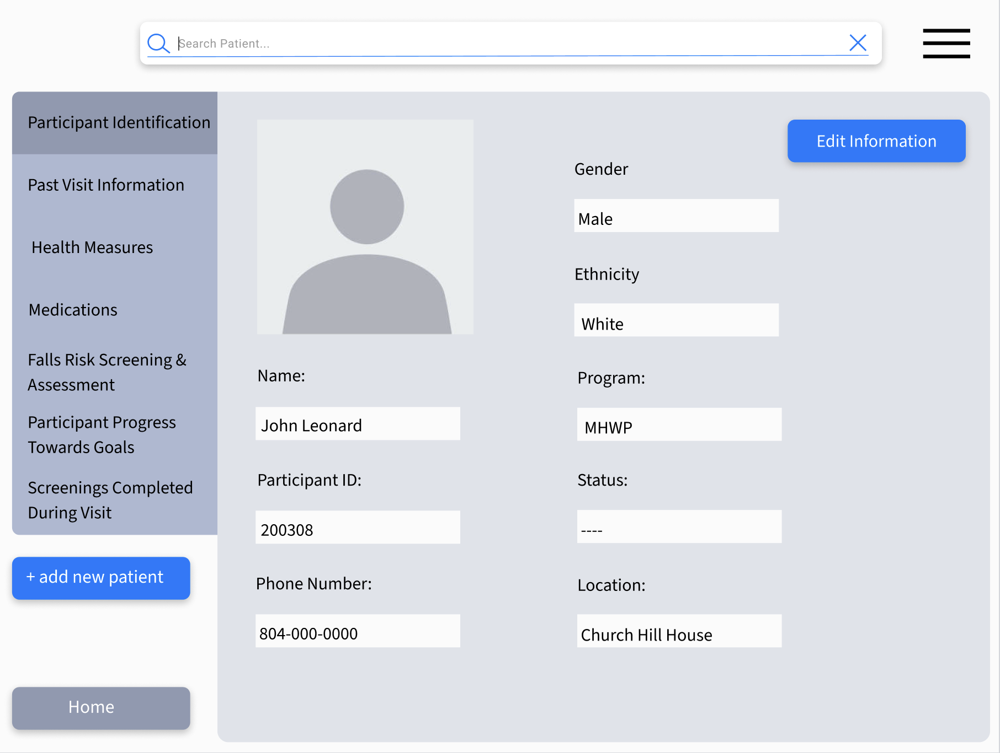 Search Patient...
Participant Identification
Past Visit Information
Health Measures
Medications
Falls Risk Screening &
Assessment
Participant Progress
Towards Goals
Screenings Completed
During Visit
+ add new patient
Home
Edit Information
Name:
John Leonard
Participant ID:
200308
Phone Number:
804-000-0000
Gender
Male
Ethnicity
White
Program:
MHWP
Status:
----
Location:
Church Hill House